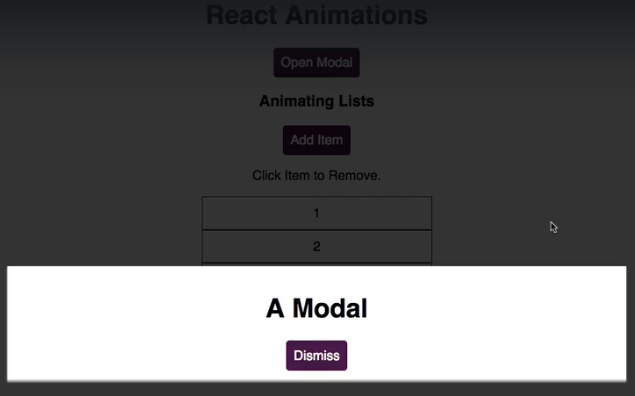 React Animations
Open Modal
Animating Lists
Add Item
Click Item to Remove.
1
2
A Modal
Dismiss